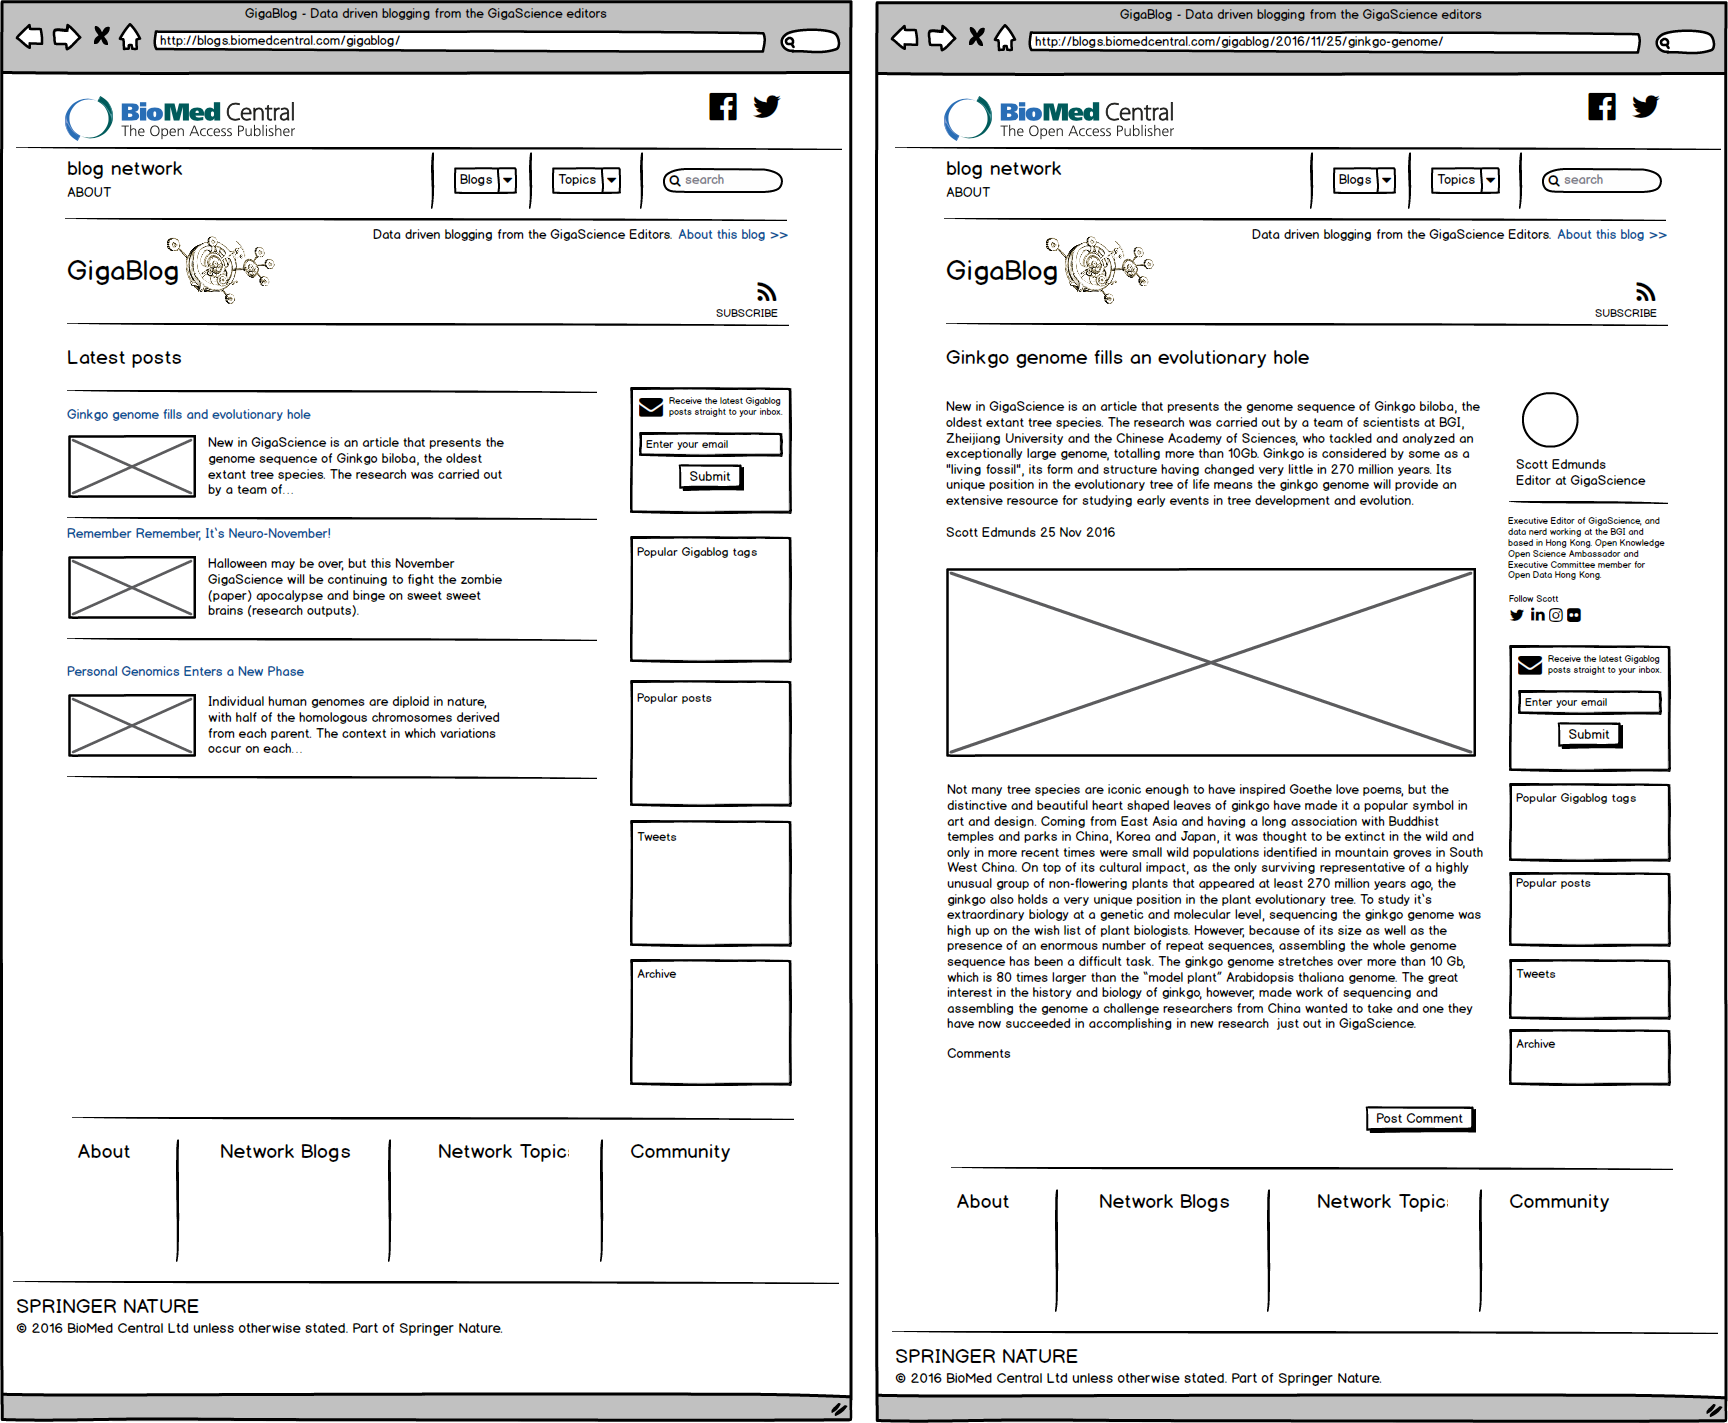 GigaBlog - Data driven blogging from the GigaScience editors
http://blogs.biomedcentral.com/gigablog/
BioMed Central
The Open Access Publisher
blog network
ABOUT
Blogs
Topics
search
Data driven blogging from the GigaScience Editors. About this blog >>
GigaBlog
SUBSCRIBE
Latest posts
Ginkgo genome fills and evolutionary hole
New in GigaScience is an article that presents the
genome sequence of Ginkgo biloba, the oldest
extant tree species. The research was carried out
by a team of...
Remember Remember, It`s Neuro-November!
Halloween may be over, but this November
GigaScience will be continuing to fight the zombie
(paper) apocalypse and binge on sweet sweet
brains (research outputs).
Personal Genomics Enters a New Phase
Individual human genomes are diploid in nature,
with half of the homologous chromosomes derived
from each parent. The context in which variations
occur on each...
Receive the latest Gigablog
posts straight to your inbox.
Enter your email
Submit
Popular Gigablog tags
Popular posts
Tweets
Archive
About
Network Blogs
Network Topic
Community
SPRINGER NATURE
© 2016 BioMed Central Ltd unless otherwise stated. Part of Springer Nature.
GigaBlog - Data driven blogging from the GigaScience editors
http://blogs.biomedcentral.com/gigablog/2016/11/25/ginkgo-genome/
BioMed Central
The Open Access Publisher
blog network
ABOUT
Blogs
Topics
search
Data driven blogging from the GigaScience Editors. About this blog >>
GigaBlog
SUBSCRIBE
Ginkgo genome fills an evolutionary hole
New in GigaScience is an article that presents the genome sequence of Ginkgo biloba, the
oldest extant tree species. The research was carried out by a team of scientists at BGI,
Zheijiang University and the Chinese Academy of Sciences, who tackled and analyzed an
exceptionally large genome, totalling more than 10Gb. Ginkgo is considered by some as a
"living fossil", its form and structure having changed very little in 270 million years. Its
unique position in the evolutionary tree of life means the ginkgo genome will provide an
extensive resource for studying early events in tree development and evolution.
Scott Edmunds 25 Nov 2016
Not many tree species are iconic enough to have inspired Goethe love poems, but the
distinctive and beautiful heart shaped leaves of ginkgo have made it a popular symbol in
art and design. Coming from East Asia and having a long association with Buddhist
temples and parks in China, Korea and Japan, it was thought to be extinct in the wild and
only in more recent times were small wild populations identified in mountain groves in South
West China. On top of its cultural impact, as the only surviving representative of a highly
unusual group of non-flowering plants that appeared at least 270 million years ago, the
ginkgo also holds a very unique position in the plant evolutionary tree. To study it`s
extraordinary biology at a genetic and molecular level, sequencing the ginkgo genome was
high up on the wish list of plant biologists. However, because of its size as well as the
presence of an enormous number of repeat sequences, assembling the whole genome
sequence has been a difficult task. The ginkgo genome stretches over more than 10 Gb,
which is 80 times larger than the “model plant” Arabidopsis thaliana genome. The great
interest in the history and biology of ginkgo, however, made work of sequencing and
assembling the genome a challenge researchers from China wanted to take and one they
have now succeeded in accomplishing in new research just out in GigaScience.
Comments
Post Comment
Scott Edmunds
Editor at GigaScience
Executive Editor of GigaScience, and
data nerd working at the BGI and
based in Hong Kong. Open Knowledge
Open Science Ambassador and
Executive Committee member for
Open Data Hong Kong.
Follow Scott
Receive the latest Gigablog
posts straight to your inbox.
Enter your email
Submit
Popular Gigablog tags
Popular posts
Tweets
Archive
About
Network Blogs
Network Topic
Community
SPRINGER NATURE
© 2016 BioMed Central Ltd unless otherwise stated. Part of Springer Nature.